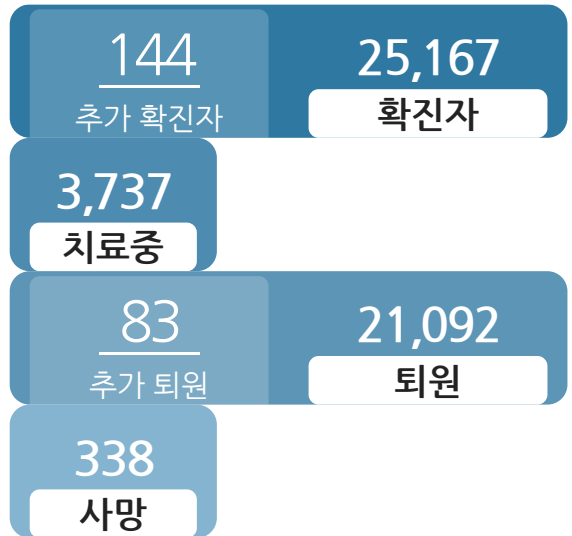 144
추가 확진자
25,167
확진자
3,737
치료중
83
추가 퇴원
21,092
퇴원
338
사망